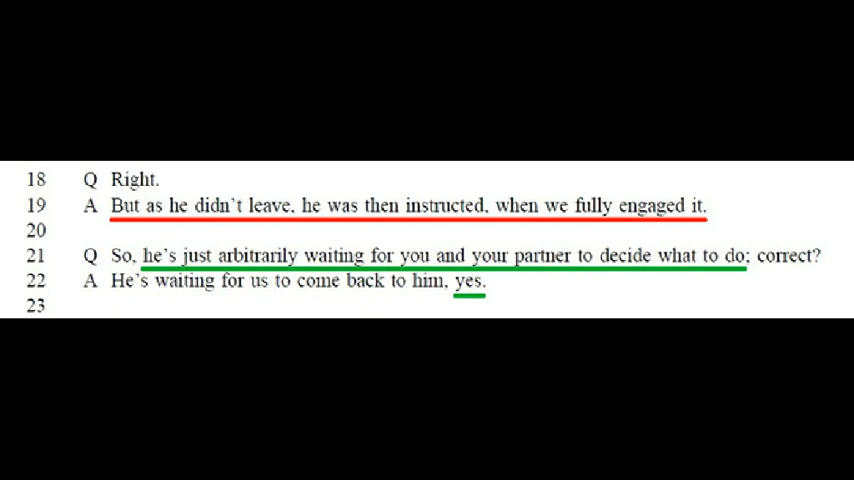 18 Q Right.
19 A But as he didn't leave, he was then instructed, when we fully engaged it.
20
21 Q So, he's just arbitrarily waiting for you and your partner to decide what to do; correct?
22 A He's waiting for us to come back to him, yes.
23